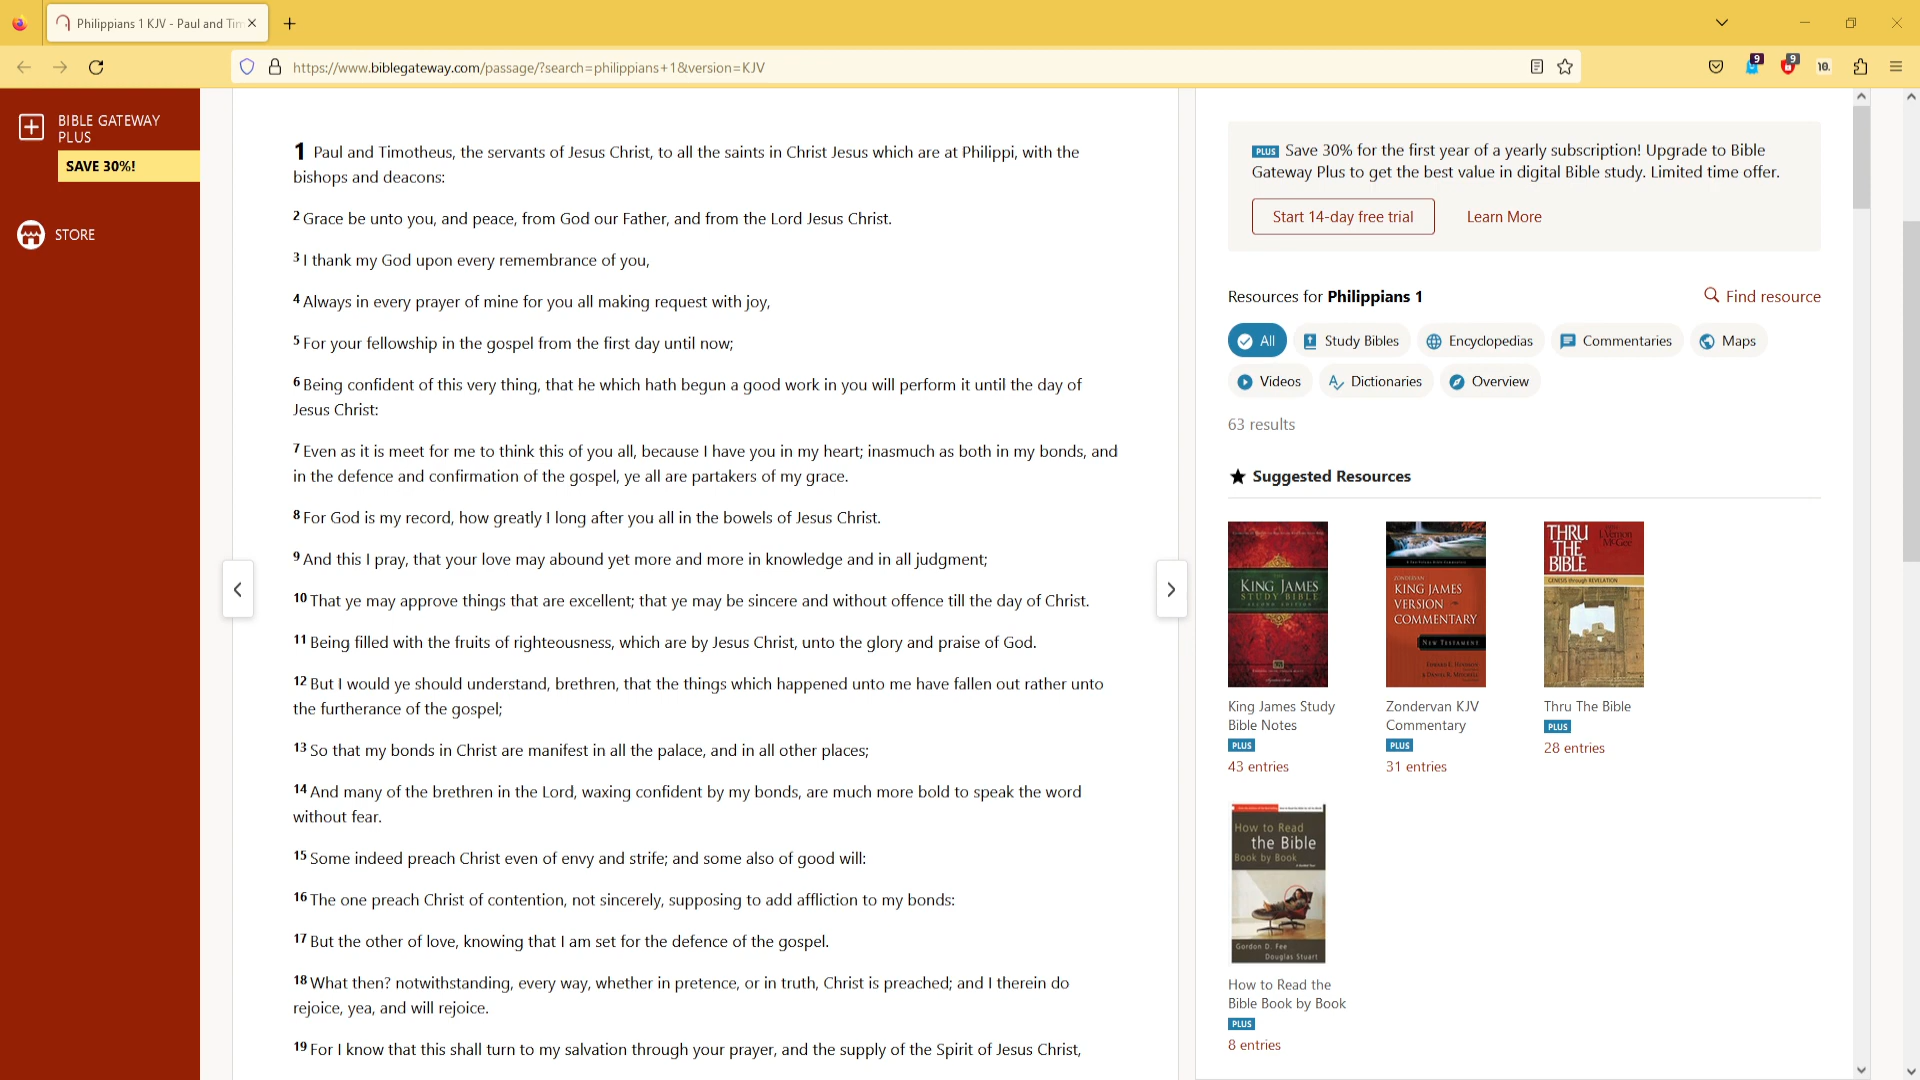 Philippians 1 KJV - Paul and Tim
https://www.biblegateway.com/passage/?search=philippians+1&version=KJV
9
9
10.
BIBLE GATEWAY
PLUS
SAVE 30%!
STORE
1 Paul and Timotheus, the servants of Jesus Christ, to all the saints in Christ Jesus which are at Philippi, with the
bishops and deacons:
2 Grace be unto you, and peace, from God our Father, and from the Lord Jesus Christ.
3 I thank my God upon every remembrance of you,
4 Always in every prayer of mine for you all making request with joy,
5 For your fellowship in the gospel from the first day until now;
6 Being confident of this very thing, that he which hath begun a good work in you will perform it until the day of
Jesus Christ:
7 Even as it is meet for me to think this of you all, because I have you in my heart; inasmuch as both in my bonds, and
in the defence and confirmation of the gospel, ye all are partakers of my grace.
8 For God is my record, how greatly I long after you all in the bowels of Jesus Christ.
9 And this I pray, that your love may abound yet more and more in knowledge and in all judgment;
10 That ye may approve things that are excellent; that ye may be sincere and without offence till the day of Christ.
11 Being filled with the fruits of righteousness, which are by Jesus Christ, unto the glory and praise of God.
12 But I would ye should understand, brethren, that the things which happened unto me have fallen out rather unto
the furtherance of the gospel;
13 So that my bonds in Christ are manifest in all the palace, and in all other places;
14 And many of the brethren in the Lord, waxing confident by my bonds, are much more bold to speak the word
without fear.
15 Some indeed preach Christ even of envy and strife; and some also of good will:
16 The one preach Christ of contention, not sincerely, supposing to add affliction to my bonds:
17 But the other of love, knowing that I am set for the defence of the gospel.
18 What then? notwithstanding, every way, whether in pretence, or in truth, Christ is preached; and I therein do
rejoice, yea, and will rejoice.
19 For I know that this shall turn to my salvation through your prayer, and the supply of the Spirit of Jesus Christ,
PLUS Save 30% for the first year of a yearly subscription! Upgrade to Bible
Gateway Plus to get the best value in digital Bible study. Limited time offer.
Start 14-day free trial
Learn More
Resources for Philippians 1
Find resource
All
Study Bibles
Encyclopedias
Commentaries
Maps
Videos
Dictionaries
Overview
63 results
Suggested Resources
KING JAMES
STUDY BIBLE
SECOND EDITION
ZONDERVAN
KING JAMES
VERSION
COMMENTARY
NEW TESTAMENT
THRU
THE
BIBLE
J. Vernon
McGee
GENESIS through REVELATION
King James Study
Bible Notes
PLUS
43 entries
Zondervan KJV
Commentary
PLUS
31 entries
Thru The Bible
PLUS
28 entries
How to Read
the Bible
Book by Book
Gordon D. Fee
Douglas Stuart
How to Read the
Bible Book by Book
PLUS
8 entries